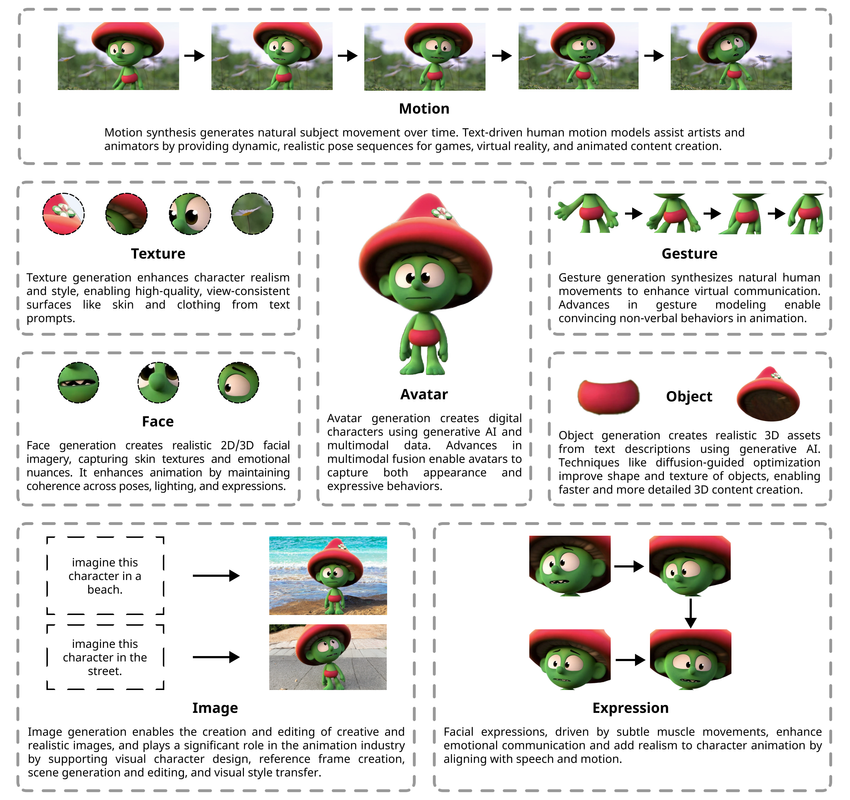 Motion
Motion synthesis generates natural subject movement over time. Text-driven human motion models assist artists and
animators by providing dynamic, realistic pose sequences for games, virtual reality, and animated content creation.
Texture
Texture generation enhances character realism
and style, enabling high-quality, view-consistent
surfaces like skin and clothing from text
prompts.
Avatar
Avatar generation creates digital
characters using generative AI and
multimodal data. Advances in
multimodal fusion enable avatars to
capture both appearance and
expressive behaviors.
Gesture
Gesture generation synthesizes natural human
movements to enhance virtual communication.
Advances in gesture modeling enable
convincing non-verbal behaviors in animation.
Face
Face generation creates realistic 2D/3D facial
imagery, capturing skin textures and emotional
nuances. It enhances animation by maintaining
coherence across poses, lighting, and expressions.
Object
Object generation creates realistic 3D assets
from text descriptions using generative AI.
Techniques like diffusion-guided optimization
improve shape and texture of objects, enabling
faster and more detailed 3D content creation.
imagine this
character in a
beach.
imagine this
character in the
street.
Image
Image generation enables the creation and editing of creative and
realistic images, and plays a significant role in the animation industry
by supporting visual character design, reference frame creation,
scene generation and editing, and visual style transfer.
Expression
Facial expressions, driven by subtle muscle movements, enhance
emotional communication and add realism to character animation by
aligning with speech and motion.